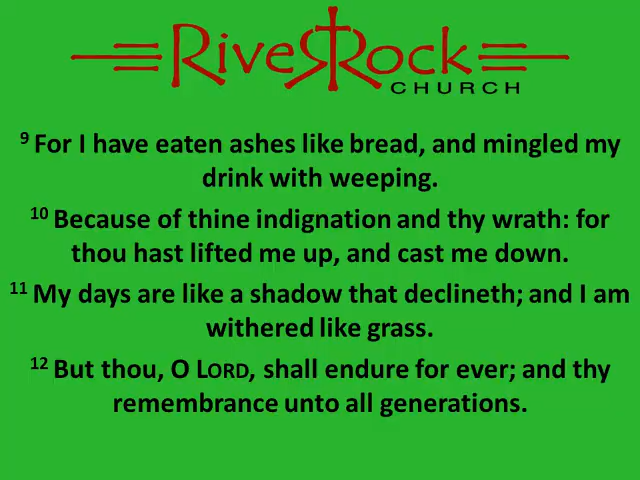 RiverRock
CHURCH
9 For I have eaten ashes like bread, and mingled my
drink with weeping.
10 Because of thine indignation and thy wrath: for
thou hast lifted me up, and cast me down.
11 My days are like a shadow that declineth; and I am
withered like grass.
12 But thou, O LORD, shall endure for ever; and thy
remembrance unto all generations.